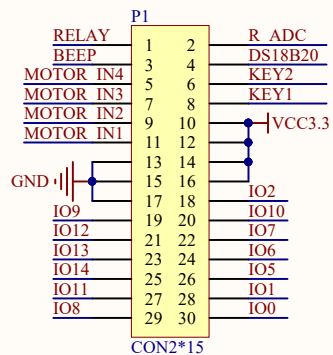 P1
RELAY 1 2 R_ADC
BEEP 3 4 DS18B20
MOTOR_IN4 5 6 KEY2
MOTOR_IN3 7 8 KEY1
MOTOR_IN2 9 10 VCC3.3
MOTOR_IN1 11 12
13 14
GND 15 16
17 18 IO2
IO9 19 20 IO10
IO12 21 22 IO7
IO13 23 24 IO6
IO14 25 26 IO5
IO11 27 28 IO1
IO8 29 30 IO0
CON2*15